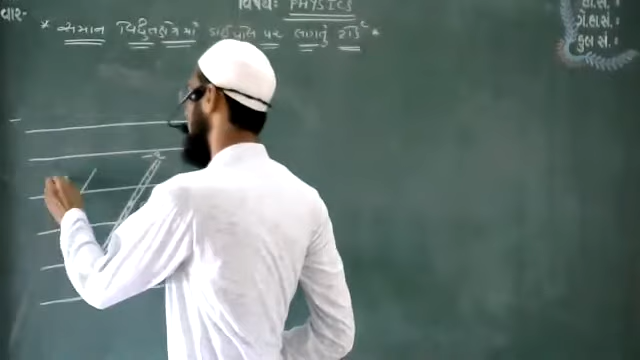 વાર-
વિષય: PHYSICS
* સમાન વિદ્યુતક્ષેત્રમાં ડાઈપોલ પર લાગતું ટોર્ક *
હા.સં.:
ગે.હા.સં.:
કુલ સં.: